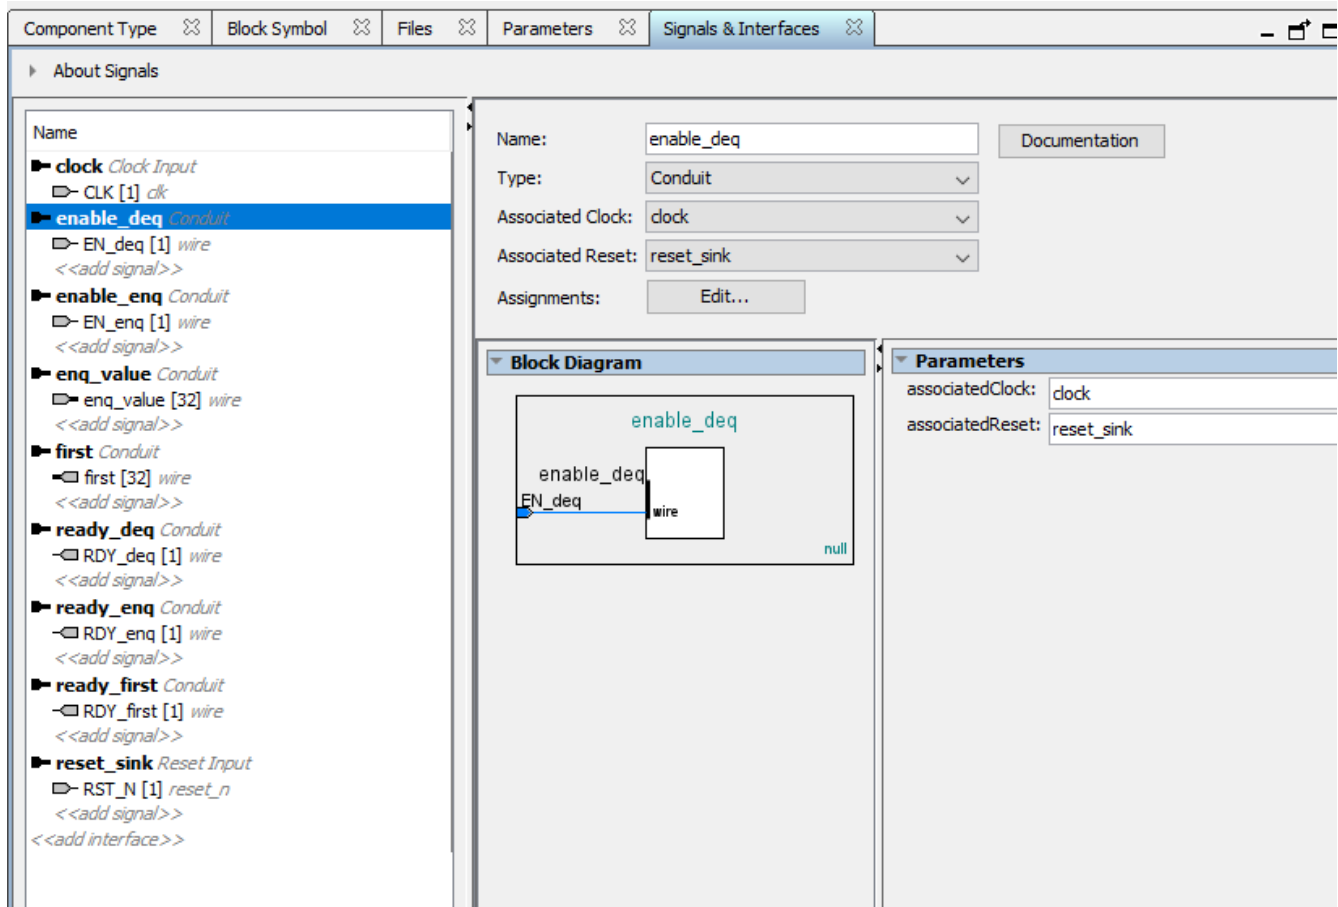 Component Type
Block Symbol
Files
Parameters
Signals & Interfaces
About Signals
Name
clock Clock Input
CLK [1] clk
enable_deq Conduit
EN_deq [1] wire
<<add signal>>
enable_enq Conduit
EN_enq [1] wire
<<add signal>>
enq_value Conduit
enq_value [32] wire
<<add signal>>
first Conduit
first [32] wire
<<add signal>>
ready_deq Conduit
RDY_deq [1] wire
<<add signal>>
ready_enq Conduit
RDY_enq [1] wire
<<add signal>>
ready_first Conduit
RDY_first [1] wire
<<add signal>>
reset_sink Reset Input
RST_N [1] reset_n
<<add signal>>
<<add interface>>
Name: enable_deq Documentation
Type: Conduit
Associated Clock: clock
Associated Reset: reset_sink
Assignments: Edit...
Block Diagram
enable_deq
enable_deq
EN_deq
wire
null
Parameters
associatedClock: clock
associatedReset: reset_sink